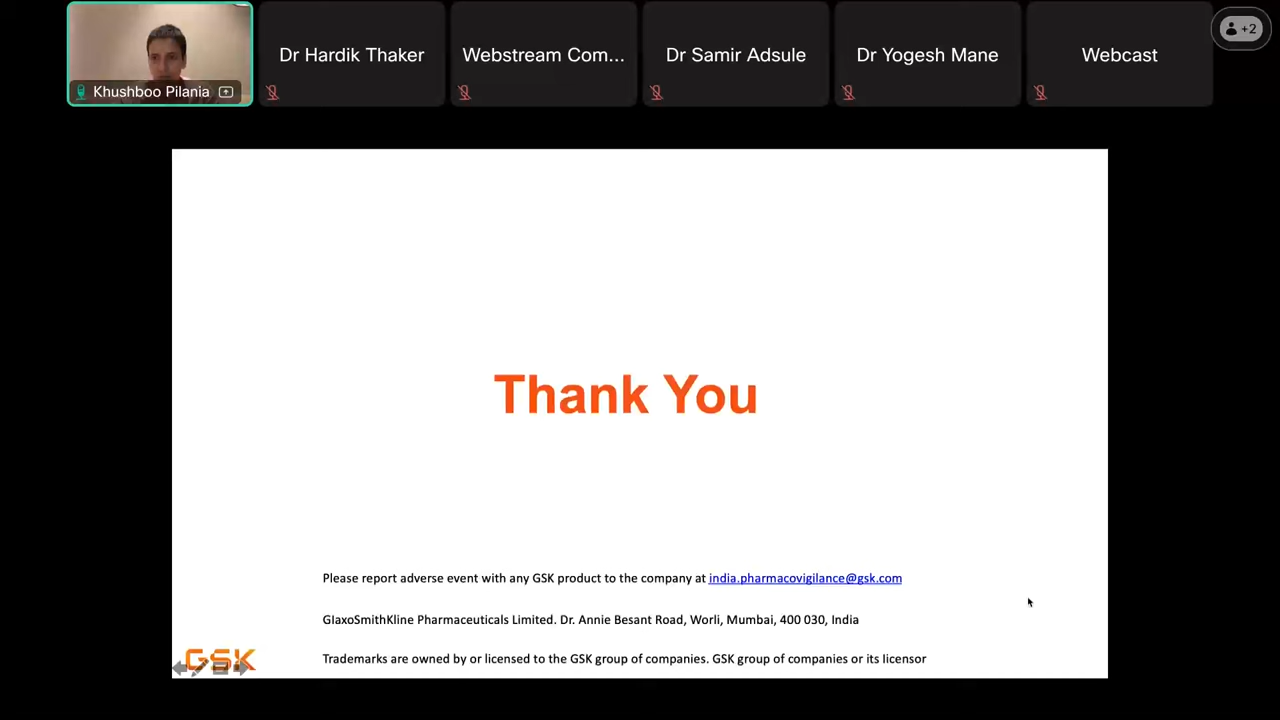 Khushboo Pilania
Dr Hardik Thaker
Webstream Com...
Dr Samir Adsule
Dr Yogesh Mane
Webcast
+2
Thank You
Please report adverse event with any GSK product to the company at india.pharmacovigilance@gsk.com
GlaxoSmithKline Pharmaceuticals Limited. Dr. Annie Besant Road, Worli, Mumbai, 400 030, India
GSK
Trademarks are owned by or licensed to the GSK group of companies. GSK group of companies or its licensor